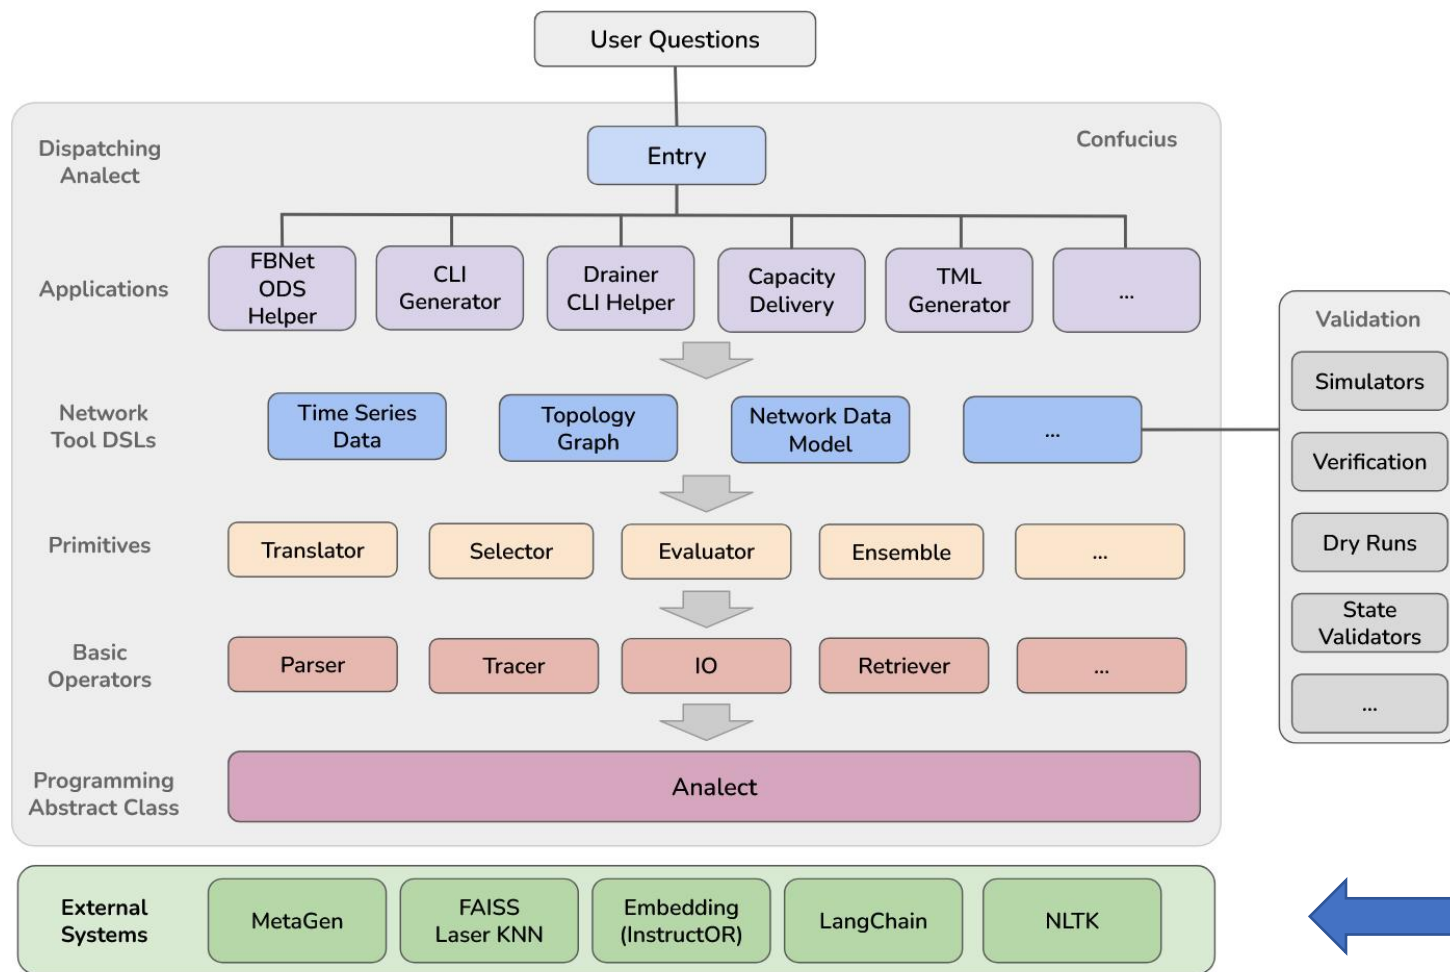 User Questions
Dispatching
Analect
Entry
Confucius
Applications
FBNet
ODS
Helper
CLI
Generator
Drainer
CLI Helper
Capacity
Delivery
TML
Generator
...
Network
Tool DSLs
Time Series
Data
Topology
Graph
Network Data
Model
...
Primitives
Translator
Selector
Evaluator
Ensemble
...
Basic
Operators
Parser
Tracer
IO
Retriever
...
Programming
Abstract Class
Analect
Validation
Simulators
Verification
Dry Runs
State
Validators
...
External
Systems
MetaGen
FAISS
Laser KNN
Embedding
(InstructOR)
LangChain
NLTK